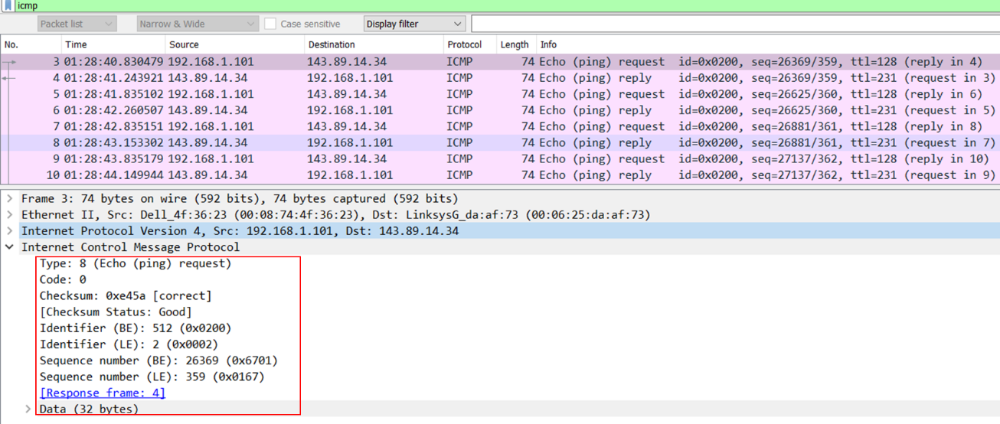 icmp
Packet list Narrow & Wide Case sensitive Display filter
No. Time Source Destination Protocol Length Info
3 01:28:40.830479 192.168.1.101 143.89.14.34 ICMP 74 Echo (ping) request id=0x0200, seq=26369/359, ttl=128 (reply in 4)
4 01:28:41.243921 143.89.14.34 192.168.1.101 ICMP 74 Echo (ping) reply id=0x0200, seq=26369/359, ttl=231 (request in 3)
5 01:28:41.835102 192.168.1.101 143.89.14.34 ICMP 74 Echo (ping) request id=0x0200, seq=26625/360, ttl=128 (reply in 6)
6 01:28:42.260507 143.89.14.34 192.168.1.101 ICMP 74 Echo (ping) reply id=0x0200, seq=26625/360, ttl=231 (request in 5)
7 01:28:42.835151 192.168.1.101 143.89.14.34 ICMP 74 Echo (ping) request id=0x0200, seq=26881/361, ttl=128 (reply in 8)
8 01:28:43.153302 143.89.14.34 192.168.1.101 ICMP 74 Echo (ping) reply id=0x0200, seq=26881/361, ttl=231 (request in 7)
9 01:28:43.835179 192.168.1.101 143.89.14.34 ICMP 74 Echo (ping) request id=0x0200, seq=27137/362, ttl=128 (reply in 10)
10 01:28:44.149944 143.89.14.34 192.168.1.101 ICMP 74 Echo (ping) reply id=0x0200, seq=27137/362, ttl=231 (request in 9)
Frame 3: 74 bytes on wire (592 bits), 74 bytes captured (592 bits)
Ethernet II, Src: Dell_4f:36:23 (00:08:74:4f:36:23), Dst: LinksysG_da:af:73 (00:06:25:da:af:73)
Internet Protocol Version 4, Src: 192.168.1.101, Dst: 143.89.14.34
Internet Control Message Protocol
Type: 8 (Echo (ping) request)
Code: 0
Checksum: 0xe45a [correct]
[Checksum Status: Good]
Identifier (BE): 512 (0x0200)
Identifier (LE): 2 (0x0002)
Sequence number (BE): 26369 (0x6701)
Sequence number (LE): 359 (0x0167)
[Response frame: 4]
Data (32 bytes)